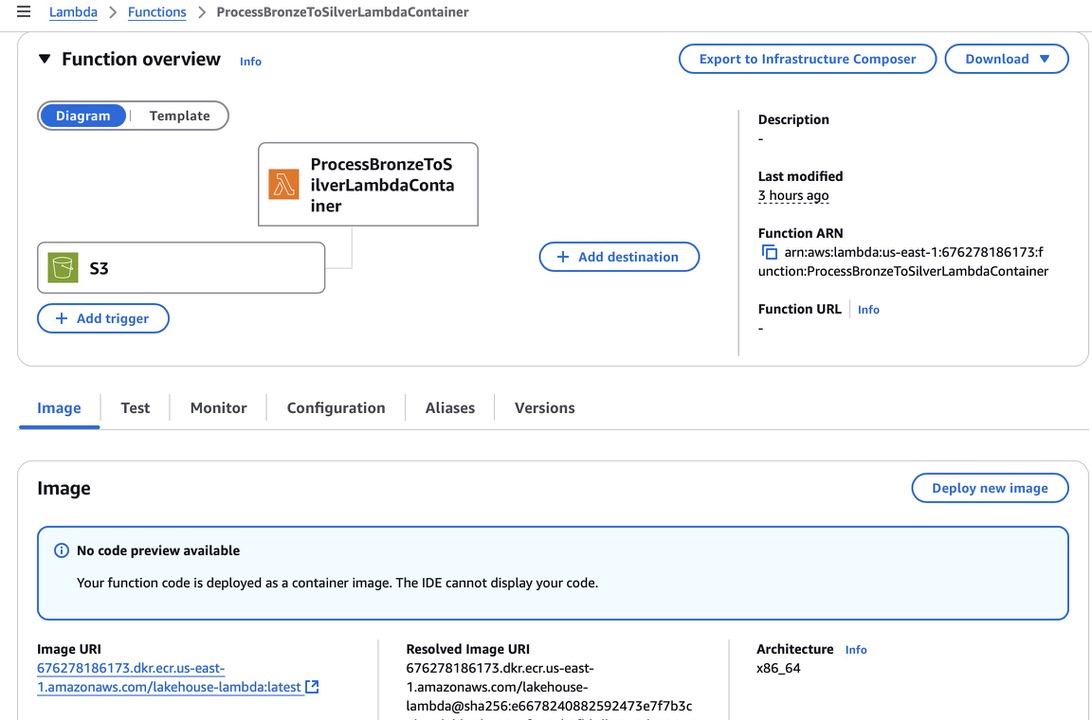 Lambda > Functions > ProcessBronzeToSilverLambdaContainer
Function overview Info
Export to Infrastructure Composer
Download
Diagram | Template
ProcessBronzeToS
ilverLambdaConta
iner
S3
+ Add trigger
+ Add destination
Description
-
Last modified
3 hours ago
Function ARN
arn:aws:lambda:us-east-1:676278186173:f
unction:ProcessBronzeToSilverLambdaContainer
Function URL | Info
-
Image | Test | Monitor | Configuration | Aliases | Versions
Image
Deploy new image
No code preview available
Your function code is deployed as a container image. The IDE cannot display your code.
Image URI
676278186173.dkr.ecr.us-east-
1.amazonaws.com/lakehouse-lambda:latest
Resolved Image URI
676278186173.dkr.ecr.us-east-
1.amazonaws.com/lakehouse-
lambda@sha256:e6678240882592473e7f7b3c
Architecture Info
x86_64